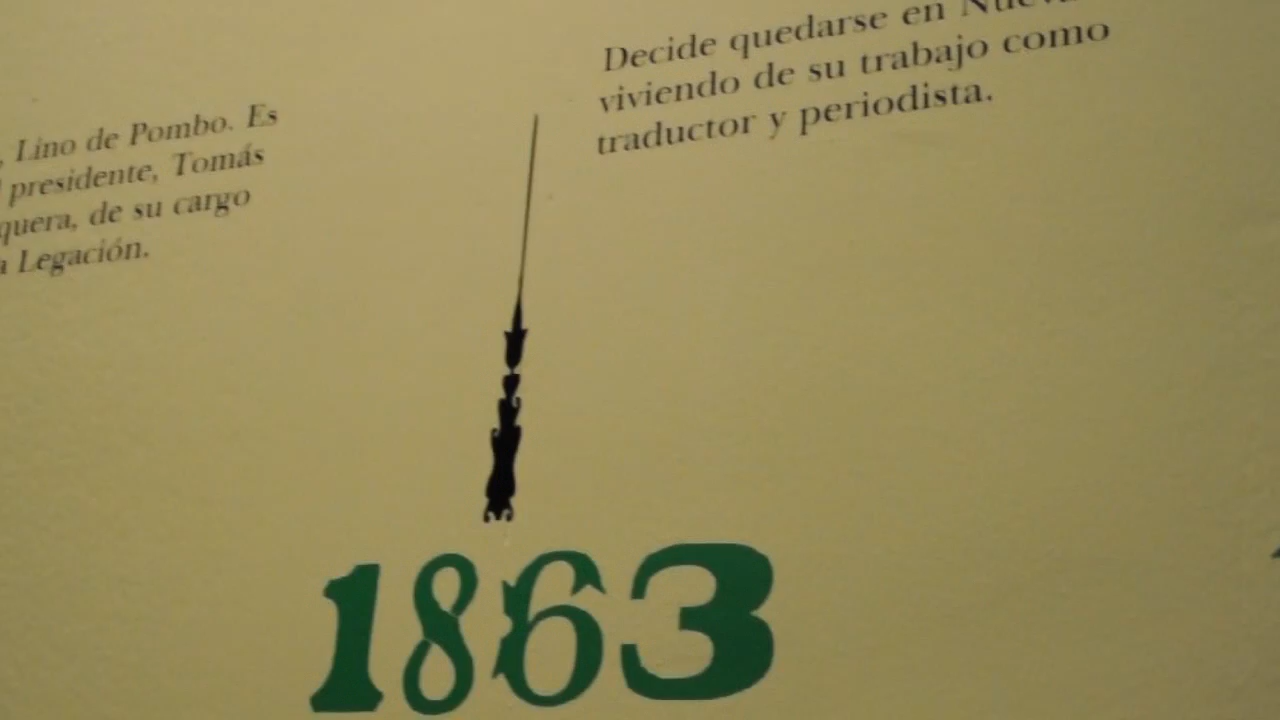 , Lino de Pombo. Es
presidente, Tomás
quera, de su cargo
a Legación.
Decide quedarse en
viviendo de su trabajo como
traductor y periodista.
1863